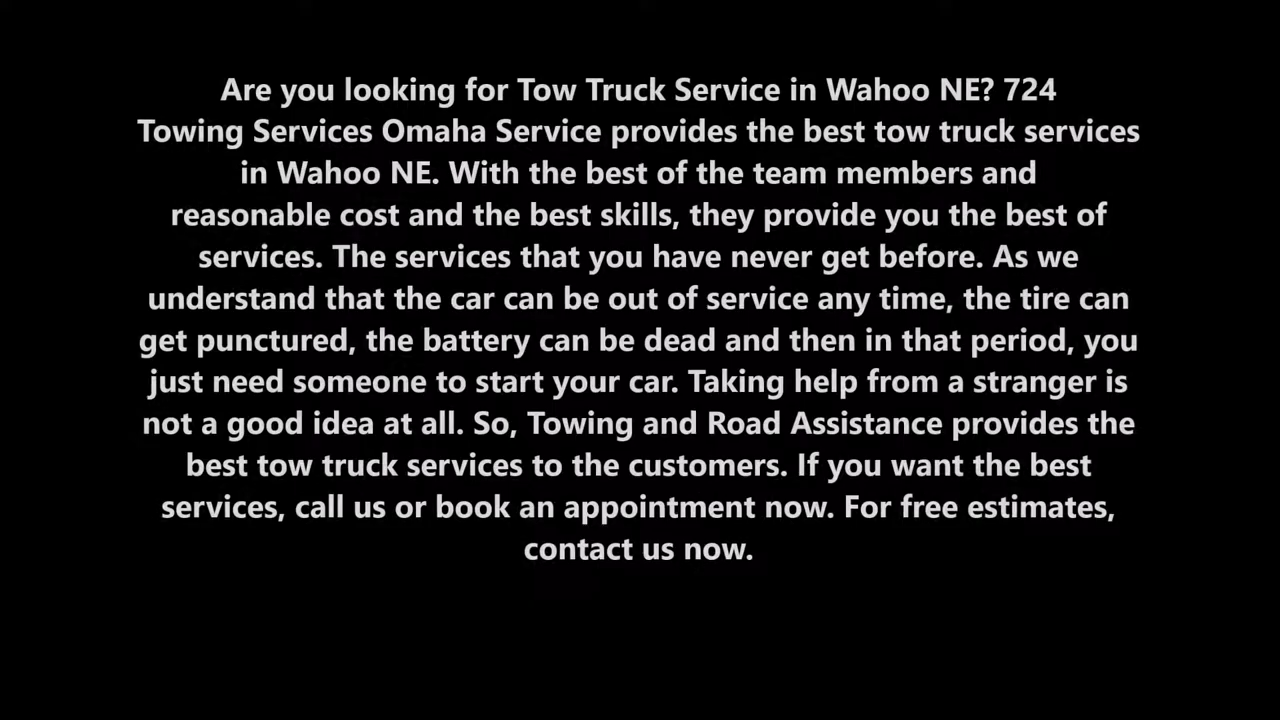 Are you looking for Tow Truck Service in Wahoo NE? 724
Towing Services Omaha Service provides the best tow truck services
in Wahoo NE. With the best of the team members and
reasonable cost and the best skills, they provide you the best of
services. The services that you have never get before. As we
understand that the car can be out of service any time, the tire can
get punctured, the battery can be dead and then in that period, you
just need someone to start your car. Taking help from a stranger is
not a good idea at all. So, Towing and Road Assistance provides the
best tow truck services to the customers. If you want the best
services, call us or book an appointment now. For free estimates,
contact us now.